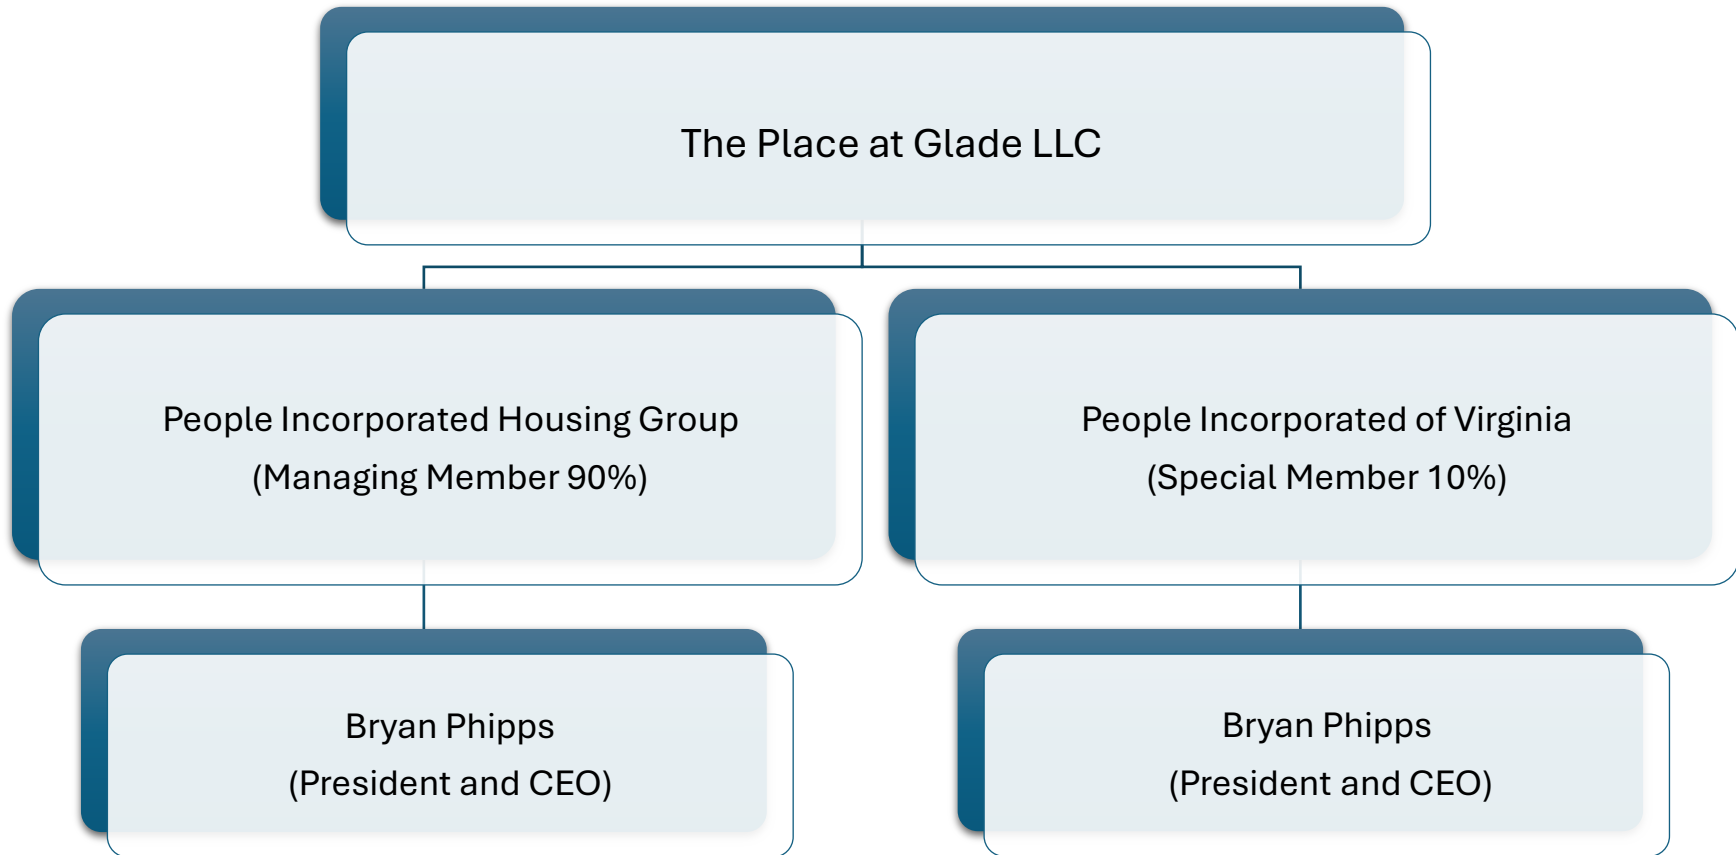 The Place at Glade LLC
People Incorporated Housing Group
(Managing Member 90%)
People Incorporated of Virginia
(Special Member 10%)
Bryan Phipps
(President and CEO)
Bryan Phipps
(President and CEO)